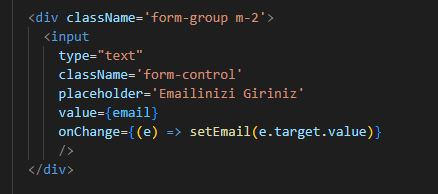 <div className='form-group m-2'>
<input
type="text"
className='form-control'
placeholder='Emailinizi Giriniz'
value={email}
onChange={(e) => setEmail(e.target.value)}
/>
</div>